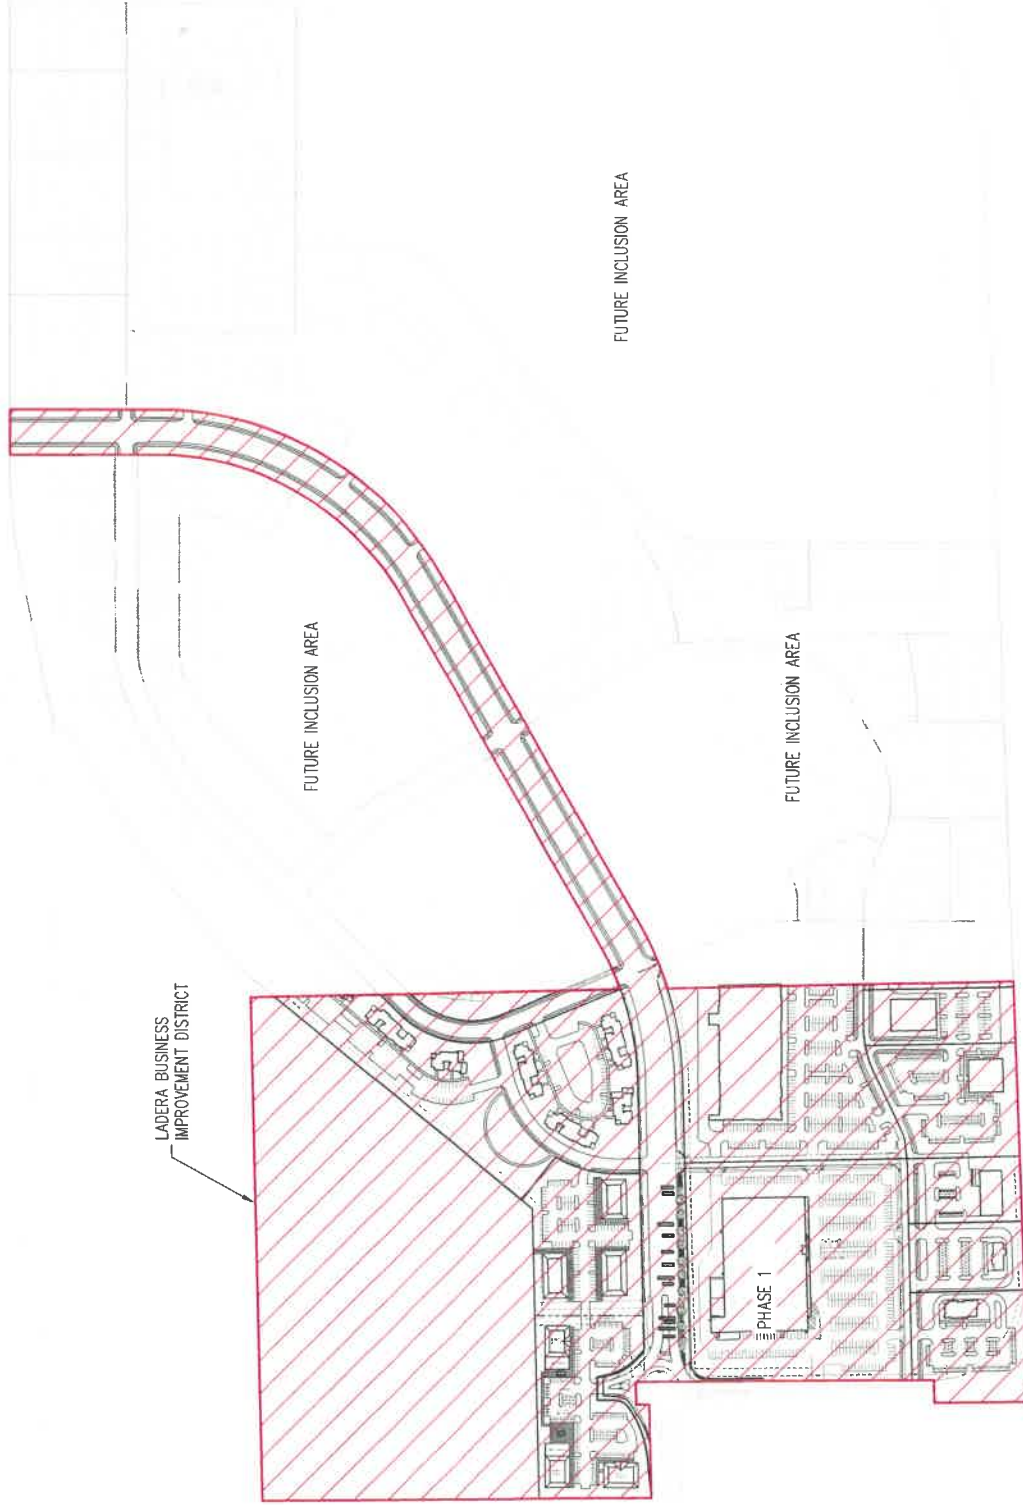 FUTURE INCLUSION AREA
FUTURE INCLUSION AREA
FUTURE INCLUSION AREA
LADERA BUSINESS
IMPROVEMENT DISTRICT
PHASE 1